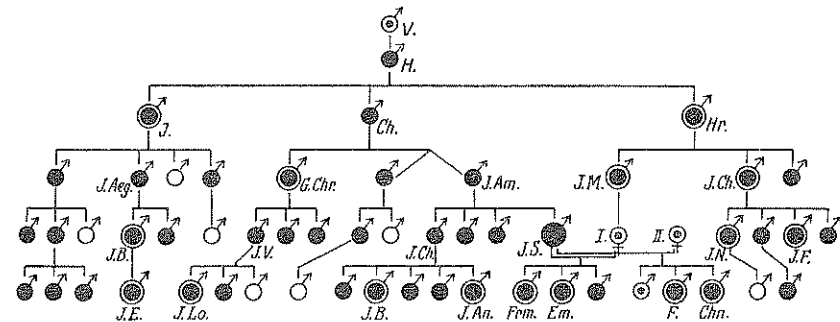 V.
H.
J.
Ch.
Hr.
J.Aeg.
G.Chr.
J.Am.
J.M.
J.Ch.
J.B.
J.V.
J.Ch.
J.S.
I.
II.
J.N.
J.F.
J.E.
J.Lo.
J.B.
J.An.
Frm.
Em.
F.
Chn.